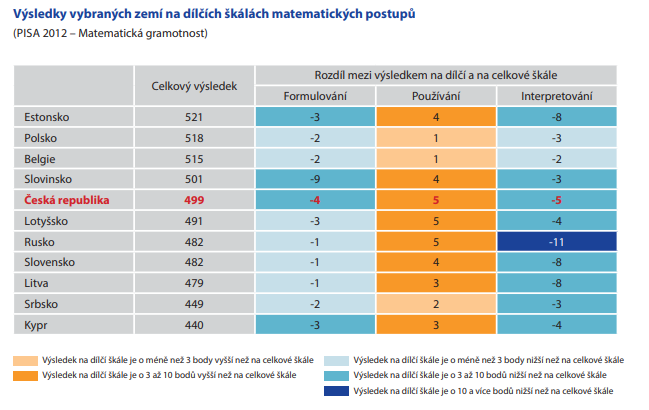 Výsledky vybraných zemí na dílčích škálách matematických postupů
(PISA 2012 – Matematická gramotnost)
Celkový výsledek Rozdíl mezi výsledkem na dílčí a na celkové škále
Formulování Používání Interpretování
Estonsko 521 -3 4 -8
Polsko 518 -2 1 -3
Belgie 515 -2 1 -2
Slovinsko 501 -9 4 -3
Česká republika 499 -4 5 -5
Lotyšsko 491 -3 5 -4
Rusko 482 -1 5 -11
Slovensko 482 -1 4 -8
Litva 479 -1 3 -8
Srbsko 449 -2 2 -3
Kypr 440 -3 3 -4
Výsledek na dílčí škále je o méně než 3 body vyšší než na celkové škále
Výsledek na dílčí škále je o 3 až 10 bodů vyšší než na celkové škále
Výsledek na dílčí škále je o méně než 3 body nižší než na celkové škále
Výsledek na dílčí škále je o 3 až 10 bodů nižší než na celkové škále
Výsledek na dílčí škále je o 10 a více bodů nižší než na celkové škále